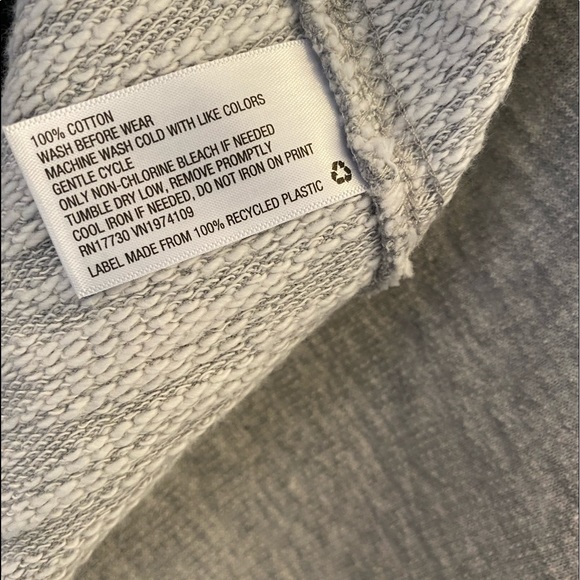 100% COTTON
WASH BEFORE WEAR
MACHINE WASH COLD WITH LIKE COLORS
GENTLE CYCLE
ONLY NON-CHLORINE BLEACH IF NEEDED
TUMBLE DRY LOW, REMOVE PROMPTLY
COOL IRON IF NEEDED, DO NOT IRON ON PRINT
RN17730 VN1974109
LABEL MADE FROM 100% RECYCLED PLASTIC